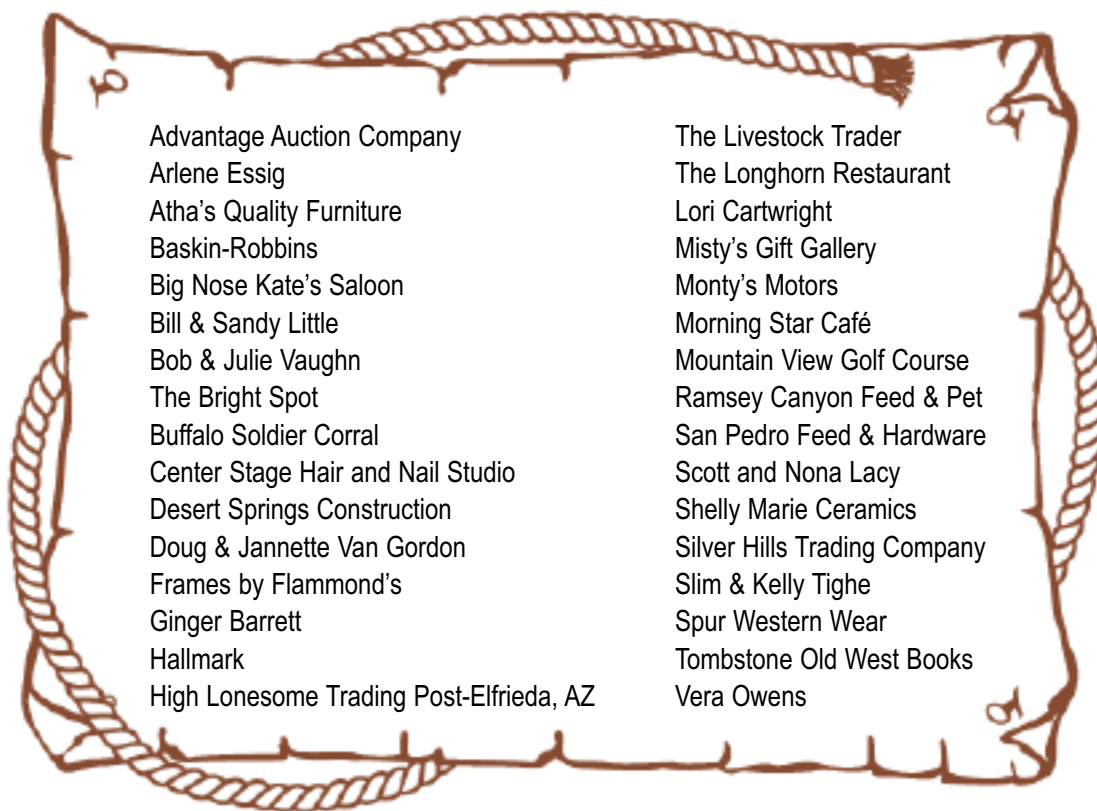 Advantage Auction Company
Arlene Essig
Atha’s Quality Furniture
Baskin-Robbins
Big Nose Kate’s Saloon
Bill & Sandy Little
Bob & Julie Vaughn
The Bright Spot
Buffalo Soldier Corral
Center Stage Hair and Nail Studio
Desert Springs Construction
Doug & Jannette Van Gordon
Frames by Flammond’s
Ginger Barrett
Hallmark
High Lonesome Trading Post-Elfrieda, AZ
The Livestock Trader
The Longhorn Restaurant
Lori Cartwright
Misty’s Gift Gallery
Monty’s Motors
Morning Star Café
Mountain View Golf Course
Ramsey Canyon Feed & Pet
San Pedro Feed & Hardware
Scott and Nona Lacy
Shelly Marie Ceramics
Silver Hills Trading Company
Slim & Kelly Tighe
Spur Western Wear
Tombstone Old West Books
Vera Owens